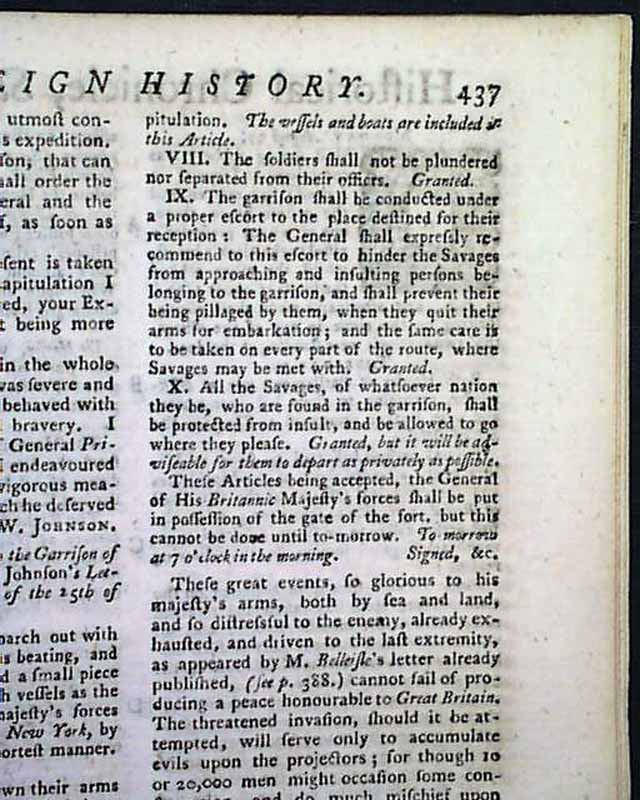 EIGN HISTORY. 437
utmoſt con-
s expedition.
ſon; that can
hall order the
eral and the
f, as ſoon as
ſent is taken
apitulation I
ed, your Ex-
t being more
in the whole
was ſevere and
behaved with
bravery. I
General Pri-
I endeavoured
vigorous mea-
ch he deſerved
W. JOHNSON.
the Garriſon of
Johnſon's Let-
of the 25th of
march out with
s beating, and
d a ſmall piece
h veſſels as the
majeſty's forces
New York, by
orteſt manner.
wn their arms
pitulation. The veſſels and boats are included in
this Article.
VIII. The ſoldiers ſhall not be plundered
nor ſeparated from their officers. Granted.
IX. The garriſon ſhall be conducted under
a proper eſcort to the place deſtined for their
reception: The General ſhall expreſsly re-
commend to this eſcort to hinder the Savages
from approaching and inſulting perſons be-
longing to the garriſon, and ſhall prevent their
being pillaged by them, when they quit their
arms for embarkation; and the ſame care is
to be taken on every part of the route, where
Savages may be met with. Granted.
X. All the Savages, of whatſoever nation
they be, who are found in the garriſon, ſhall
be protected from inſult, and be allowed to go
where they pleaſe. Granted, but it will be ad-
viſeable for them to depart as privately as poſſible.
Theſe Articles being accepted, the General
of His Britannic Majeſty's forces ſhall be put
in poſſeſſion of the gate of the fort, but this
cannot be done until to-morrow. To morrow
at 7 o'clock in the morning. Signed, &c.
Theſe great events, ſo glorious to his
majeſty's arms, both by ſea and land,
and ſo diſtreſsful to the enemy, already ex-
hauſted, and driven to the laſt extremity,
as appeared by M. Belleiſle's letter already
publiſhed, (ſee p. 388.) cannot fail of pro-
ducing a peace honourable to Great Britain.
The threatened invaſion, ſhould it be at-
tempted, will ſerve only to accumulate
evils upon the projectors; for though 10
or 20,000 men might occaſion ſome con-
and do much miſchief upon